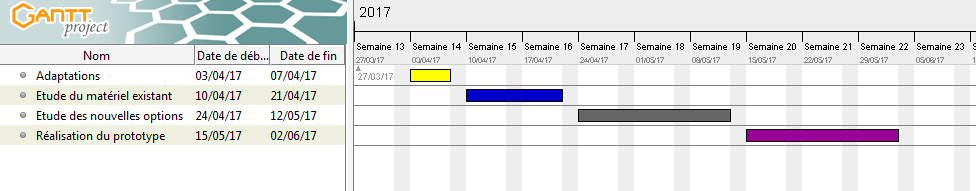 GANTT project
2017
Semaine 13 Semaine 14 Semaine 15 Semaine 16 Semaine 17 Semaine 18 Semaine 19 Semaine 20 Semaine 21 Semaine 22 Semaine 23
27/03/17 03/04/17 10/04/17 17/04/17 24/04/17 01/05/17 08/05/17 15/05/17 22/05/17 29/05/17 05/06/17
Nom Date de déb... Date de fin
27/03/17
Adaptations 03/04/17 07/04/17
Etude du matériel existant 10/04/17 21/04/17
Etude des nouvelles options 24/04/17 12/05/17
Réalisation du prototype 15/05/17 02/06/17